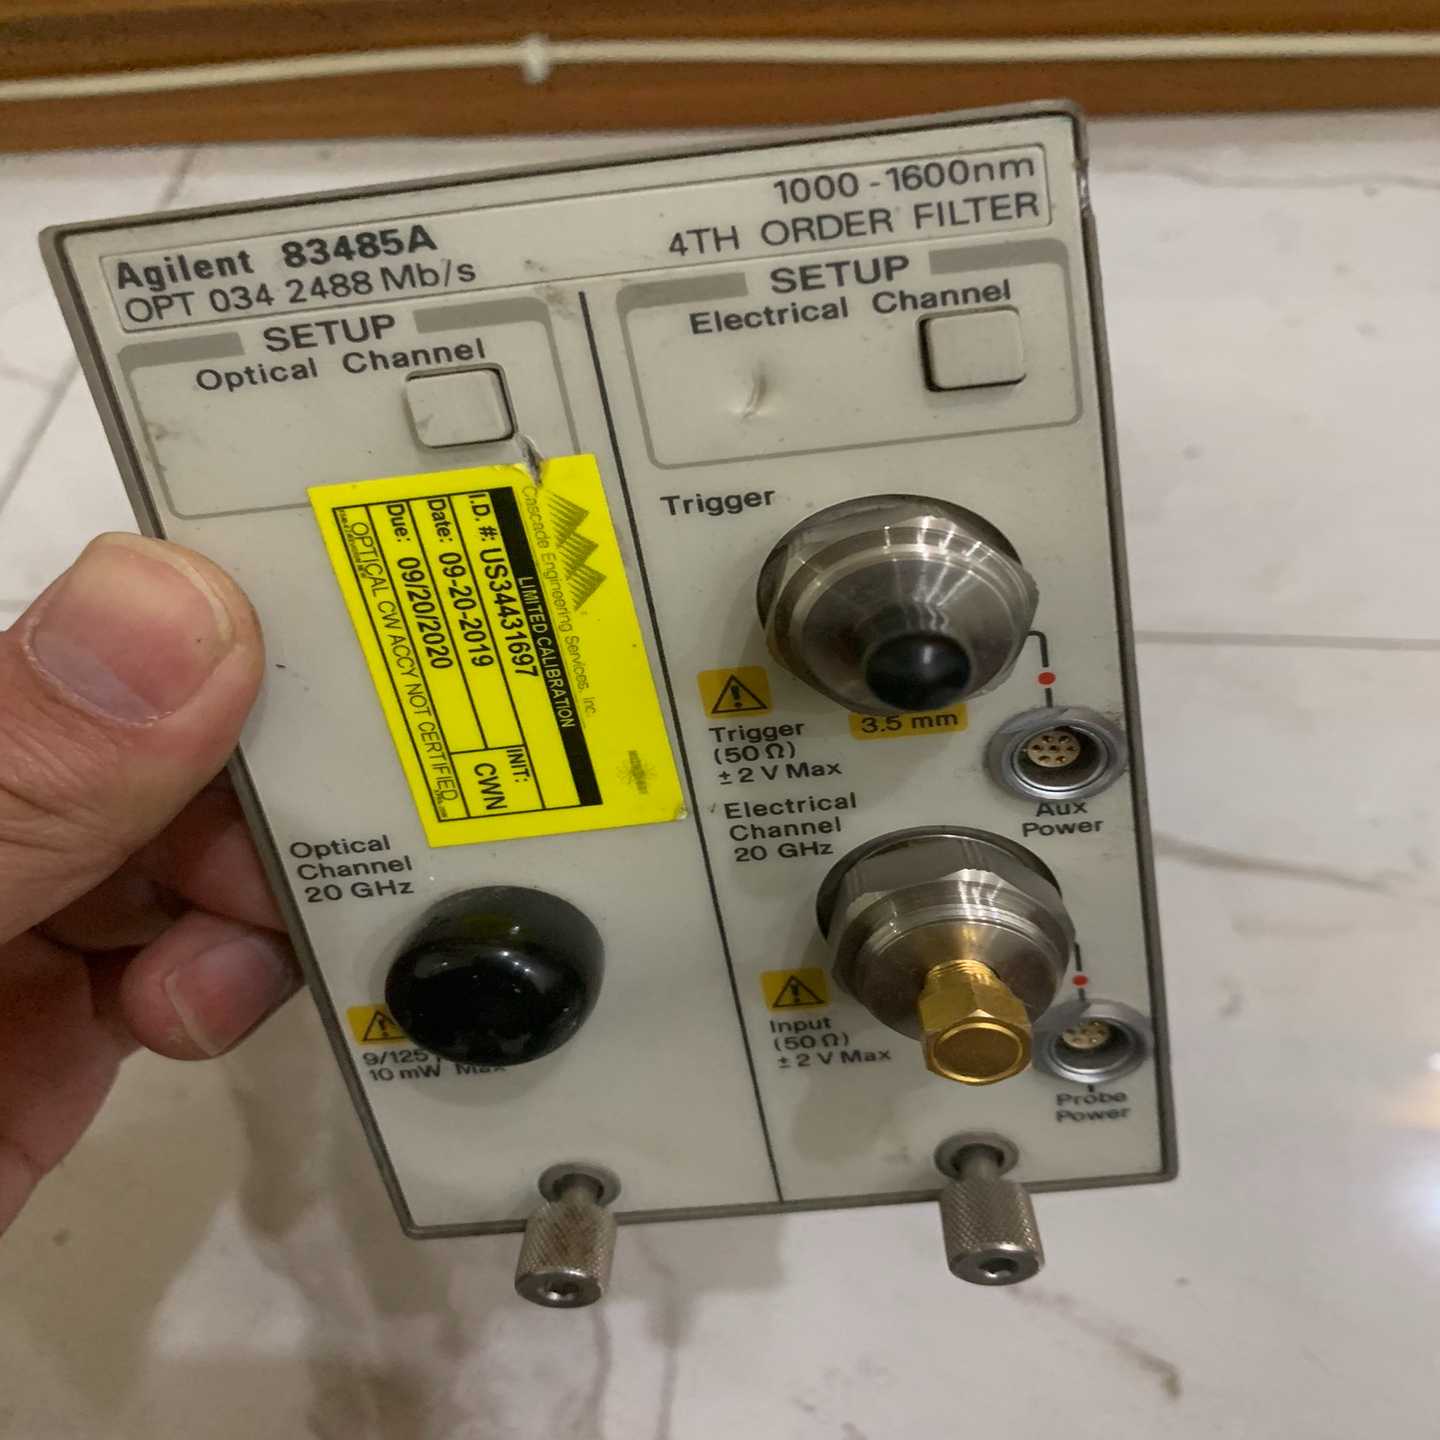 Agilent 83485A
OPT 034 2488 Mb/s
1000 - 1600nm
4TH ORDER FILTER
SETUP
Optical Channel
SETUP
Electrical Channel
Cascade Engineering Services, Inc.
LIMITED CALIBRATION
I.D. #: US34431697
Date: 09-20-2019
INIT:
Due: 09/20/2020
CWN
OPTICAL CW ACCY NOT CERTIFIED
Optical
Channel
20 GHz
9/125
10 mW Max
Trigger
3.5 mm
Trigger
(50 Ω)
± 2 V Max
Aux
Power
Electrical
Channel
20 GHz
Input
(50 Ω)
± 2 V Max
Probe
Power